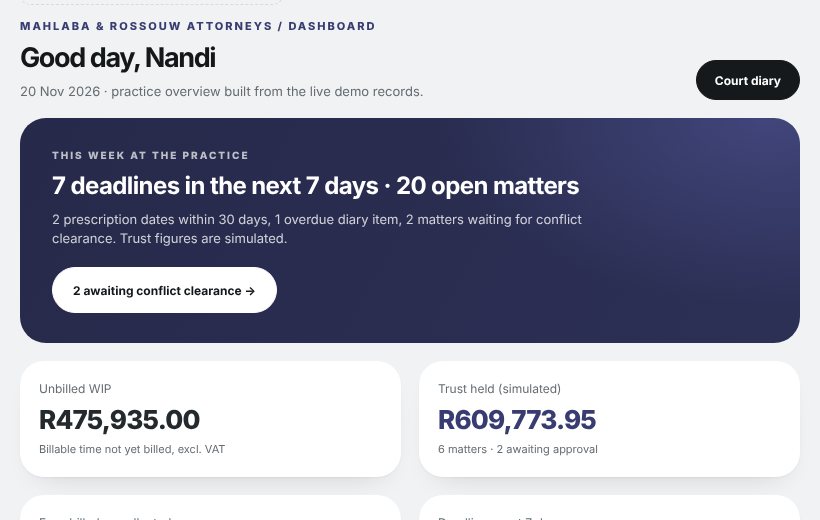 MAHLABA & ROSSOUW ATTORNEYS / DASHBOARD
Good day, Nandi
20 Nov 2026 · practice overview built from the live demo records.
Court diary
THIS WEEK AT THE PRACTICE
7 deadlines in the next 7 days · 20 open matters
2 prescription dates within 30 days, 1 overdue diary item, 2 matters waiting for conflict
clearance. Trust figures are simulated.
2 awaiting conflict clearance →
Unbilled WIP
R475,935.00
Billable time not yet billed, excl. VAT
Trust held (simulated)
R609,773.95
6 matters · 2 awaiting approval